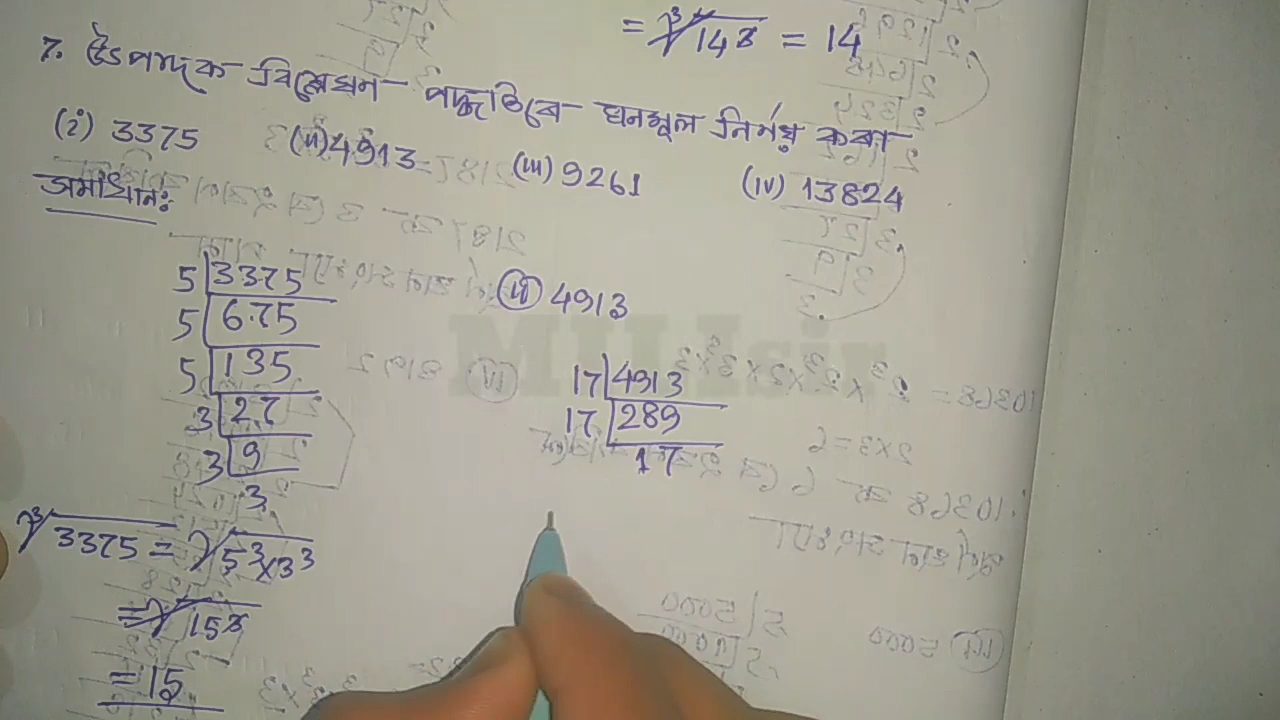 = ∛14³ = 14
7. মৌলিক বিশ্লেষণ পদ্ধতিৰে ঘনমূল নিৰ্ণয় কৰা
(i) 3375 (ii) 4913 = (iii) 9261 (iv) 13824
সমাধান:
5 | 3375
5 | 675
5 | 135
3 | 27
3 | 9
3
∛3375 = √5³×3³
= √15³
= 15
(ii) 4913
17 | 4913
17 | 289
17
MIHsir